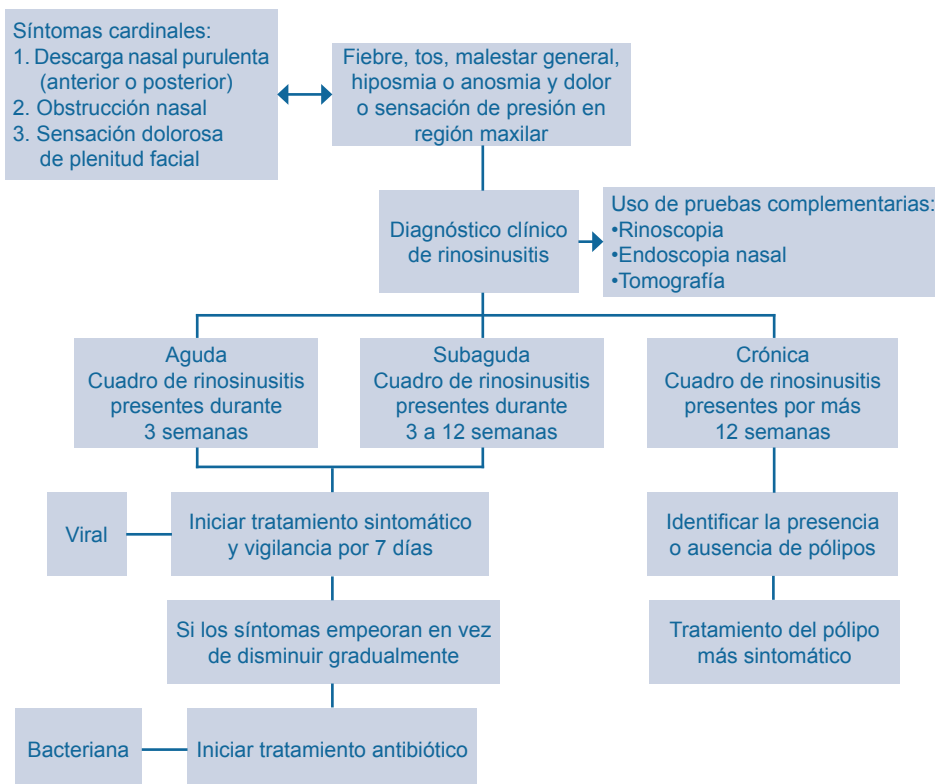 Síntomas cardinales:
1. Descarga nasal purulenta
(anterior o posterior)
2. Obstrucción nasal
3. Sensación dolorosa
de plenitud facial
Fiebre, tos, malestar general,
hiposmia o anosmia y dolor
o sensación de presión en
región maxilar
Diagnóstico clínico
de rinosinusitis
Uso de pruebas complementarias:
•Rinoscopia
•Endoscopia nasal
•Tomografía
Aguda
Cuadro de rinosinusitis
presentes durante
3 semanas
Subaguda
Cuadro de rinosinusitis
presentes durante
3 a 12 semanas
Crónica
Cuadro de rinosinusitis
presentes por más
12 semanas
Viral
Iniciar tratamiento sintomático
y vigilancia por 7 días
Identificar la presencia
o ausencia de pólipos
Si los síntomas empeoran en vez
de disminuir gradualmente
Tratamiento del pólipo
más sintomático
Bacteriana
Iniciar tratamiento antibiótico